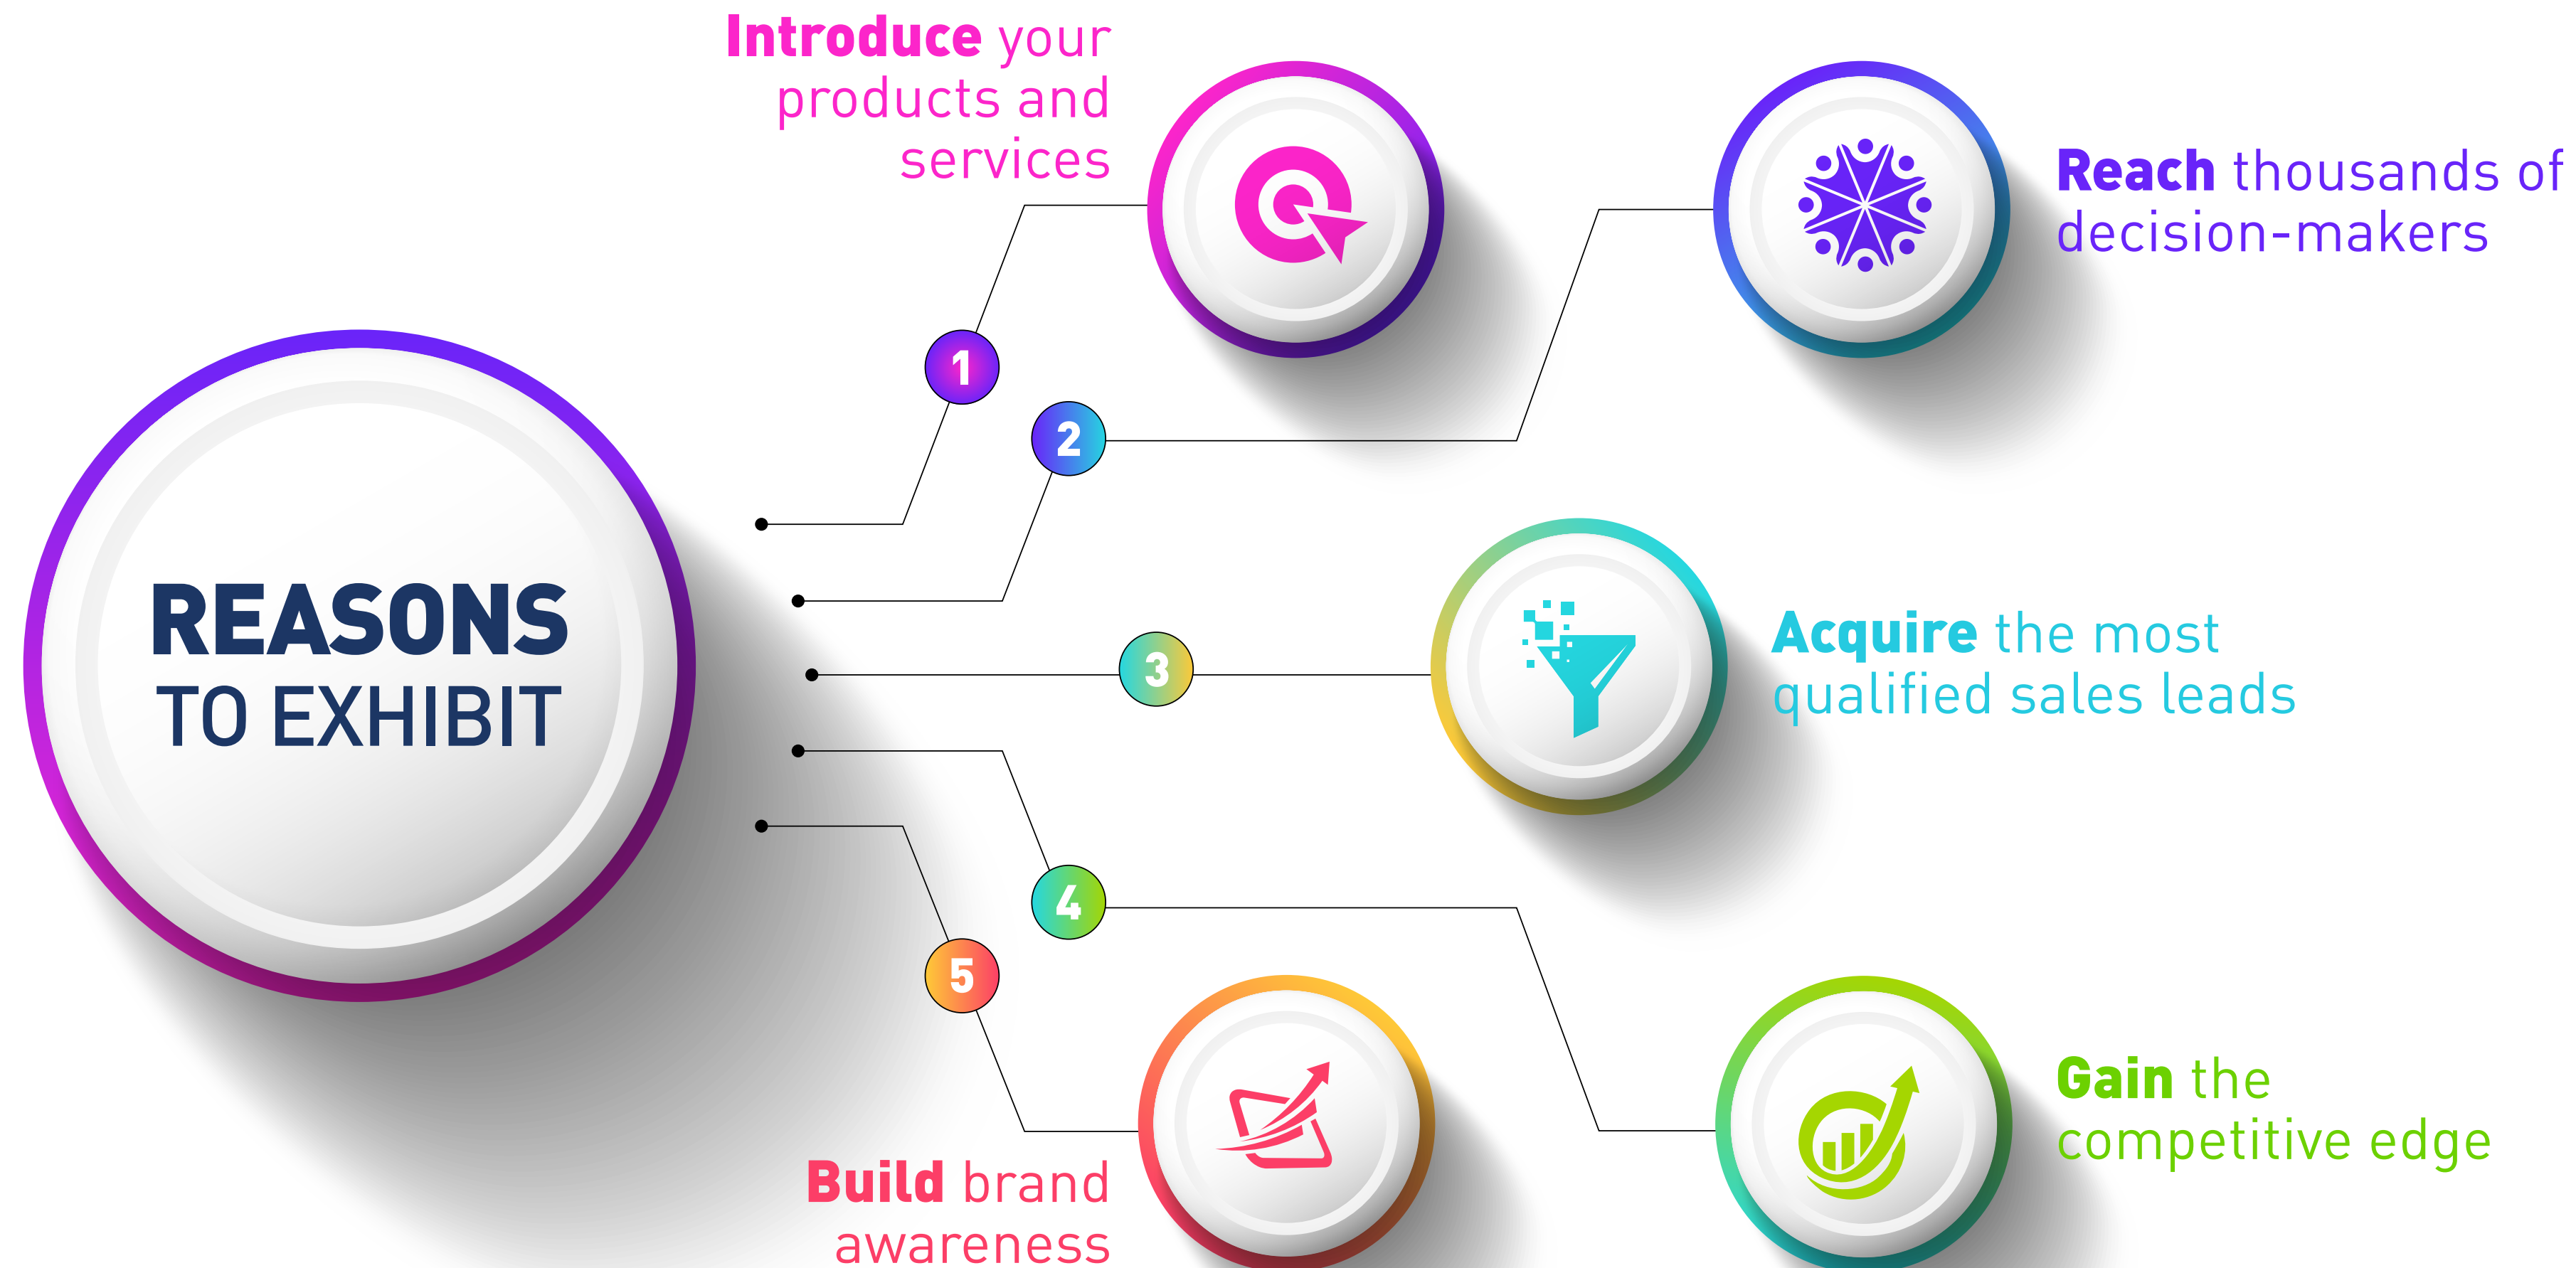 REASONS
TO EXHIBIT
1
Introduce your
products and
services
2
Reach thousands of
decision-makers
3
Acquire the most
qualified sales leads
4
Gain the
competitive edge
5
Build brand
awareness